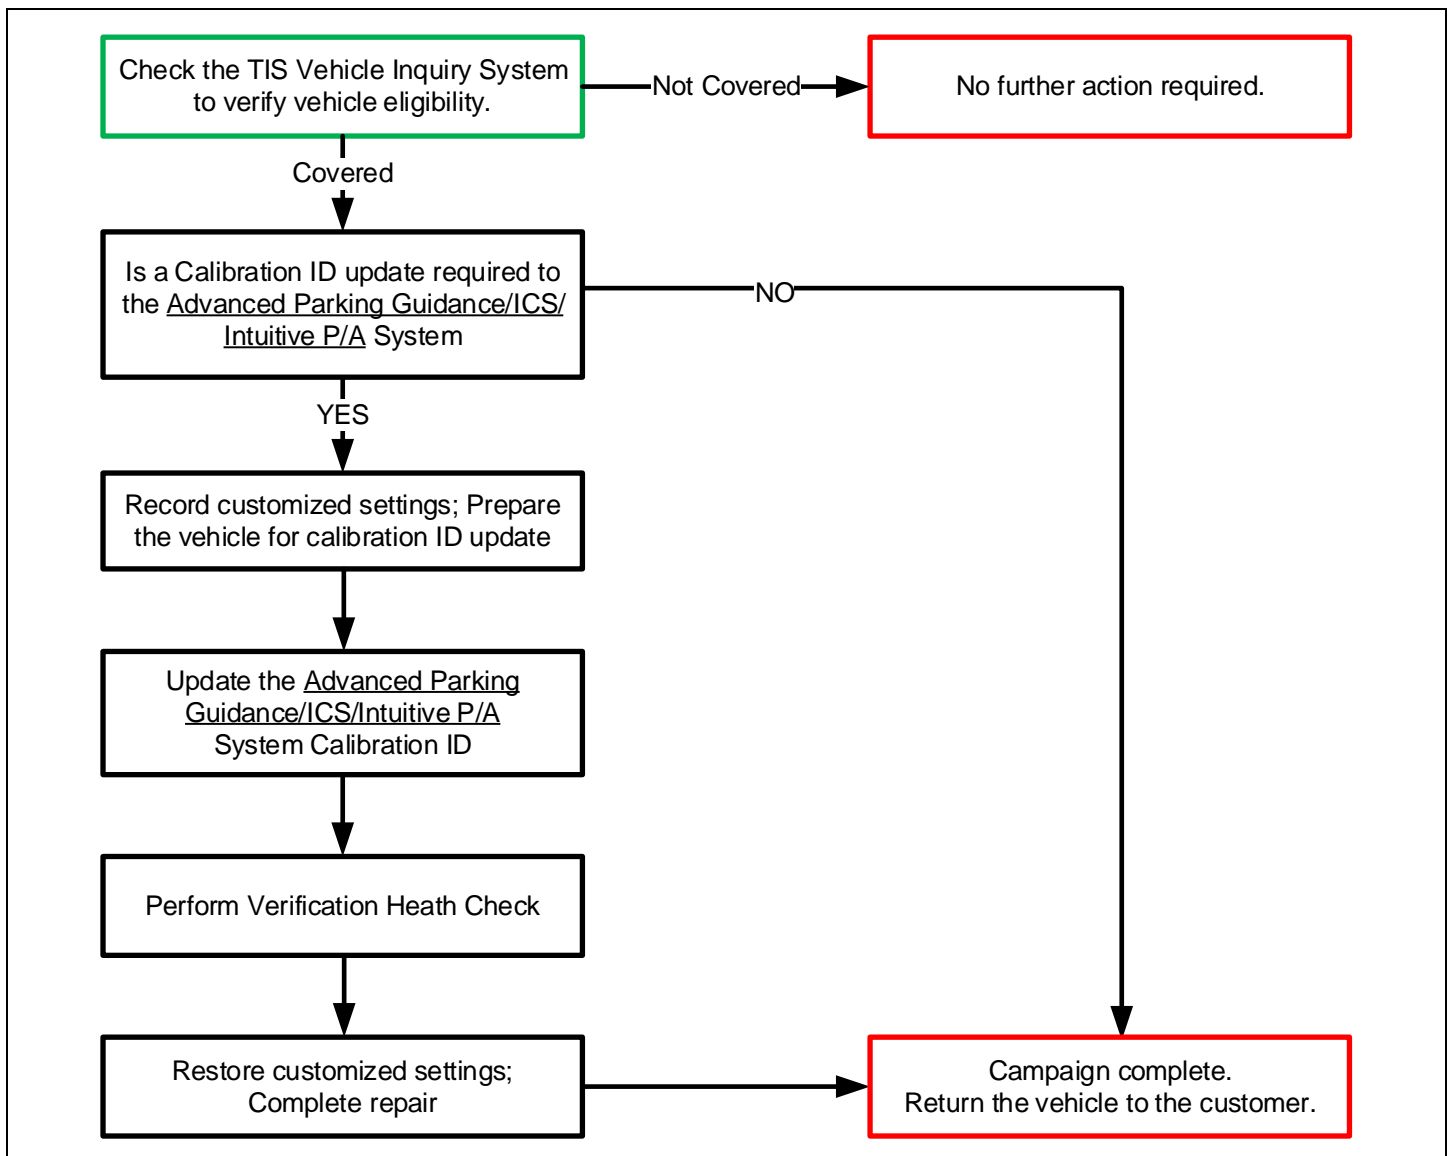 Check the TIS Vehicle Inquiry System
to verify vehicle eligibility.
Not Covered
No further action required.
Covered
Is a Calibration ID update required to
the Advanced Parking Guidance/ICS/
Intuitive P/A System
NO
YES
Record customized settings; Prepare
the vehicle for calibration ID update
Update the Advanced Parking
Guidance/ICS/Intuitive P/A
System Calibration ID
Perform Verification Heath Check
Restore customized settings;
Complete repair
Campaign complete.
Return the vehicle to the customer.